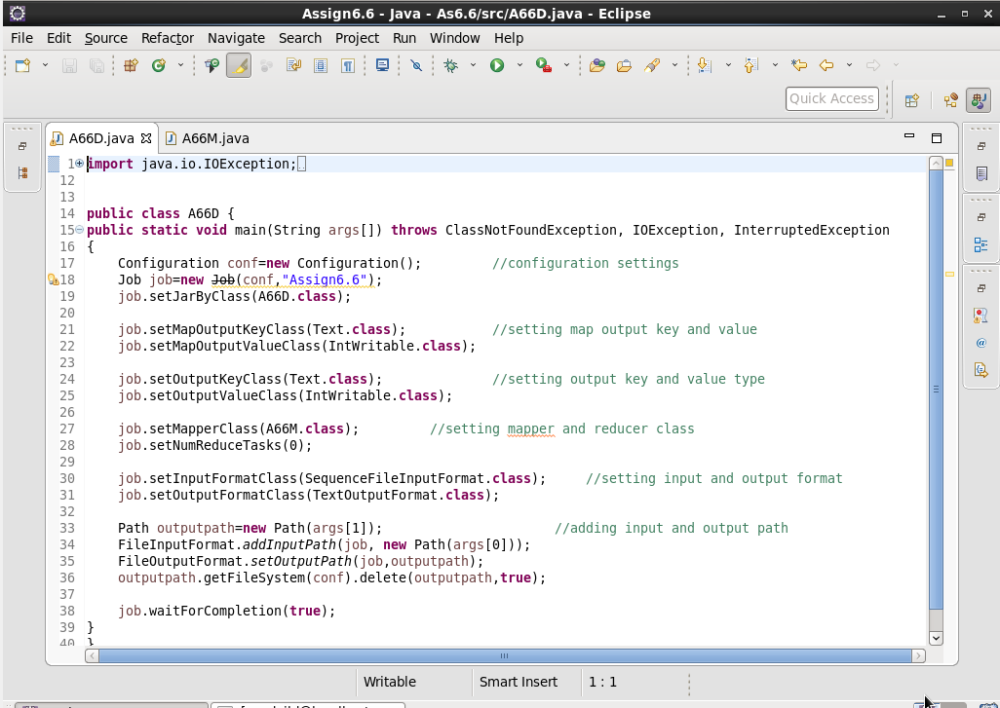 Assign6.6 - Java - As6.6/src/A66D.java - Eclipse
File Edit Source Refactor Navigate Search Project Run Window Help
Quick Access
A66D.java A66M.java
1 import java.io.IOException;
12
13
14 public class A66D {
15 public static void main(String args[]) throws ClassNotFoundException, IOException, InterruptedException
16 {
17 Configuration conf=new Configuration(); //configuration settings
18 Job job=new Job(conf,"Assign6.6");
19 job.setJarByClass(A66D.class);
20
21 job.setMapOutputKeyClass(Text.class); //setting map output key and value
22 job.setMapOutputValueClass(IntWritable.class);
23
24 job.setOutputKeyClass(Text.class); //setting output key and value type
25 job.setOutputValueClass(IntWritable.class);
26
27 job.setMapperClass(A66M.class); //setting mapper and reducer class
28 job.setNumReduceTasks(0);
29
30 job.setInputFormatClass(SequenceFileInputFormat.class); //setting input and output format
31 job.setOutputFormatClass(TextOutputFormat.class);
32
33 Path outputpath=new Path(args[1]); //adding input and output path
34 FileInputFormat.addInputPath(job, new Path(args[0]));
35 FileOutputFormat.setOutputPath(job,outputpath);
36 outputpath.getFileSystem(conf).delete(outputpath,true);
37
38 job.waitForCompletion(true);
39 }
40 }
Writable Smart Insert 1 : 1